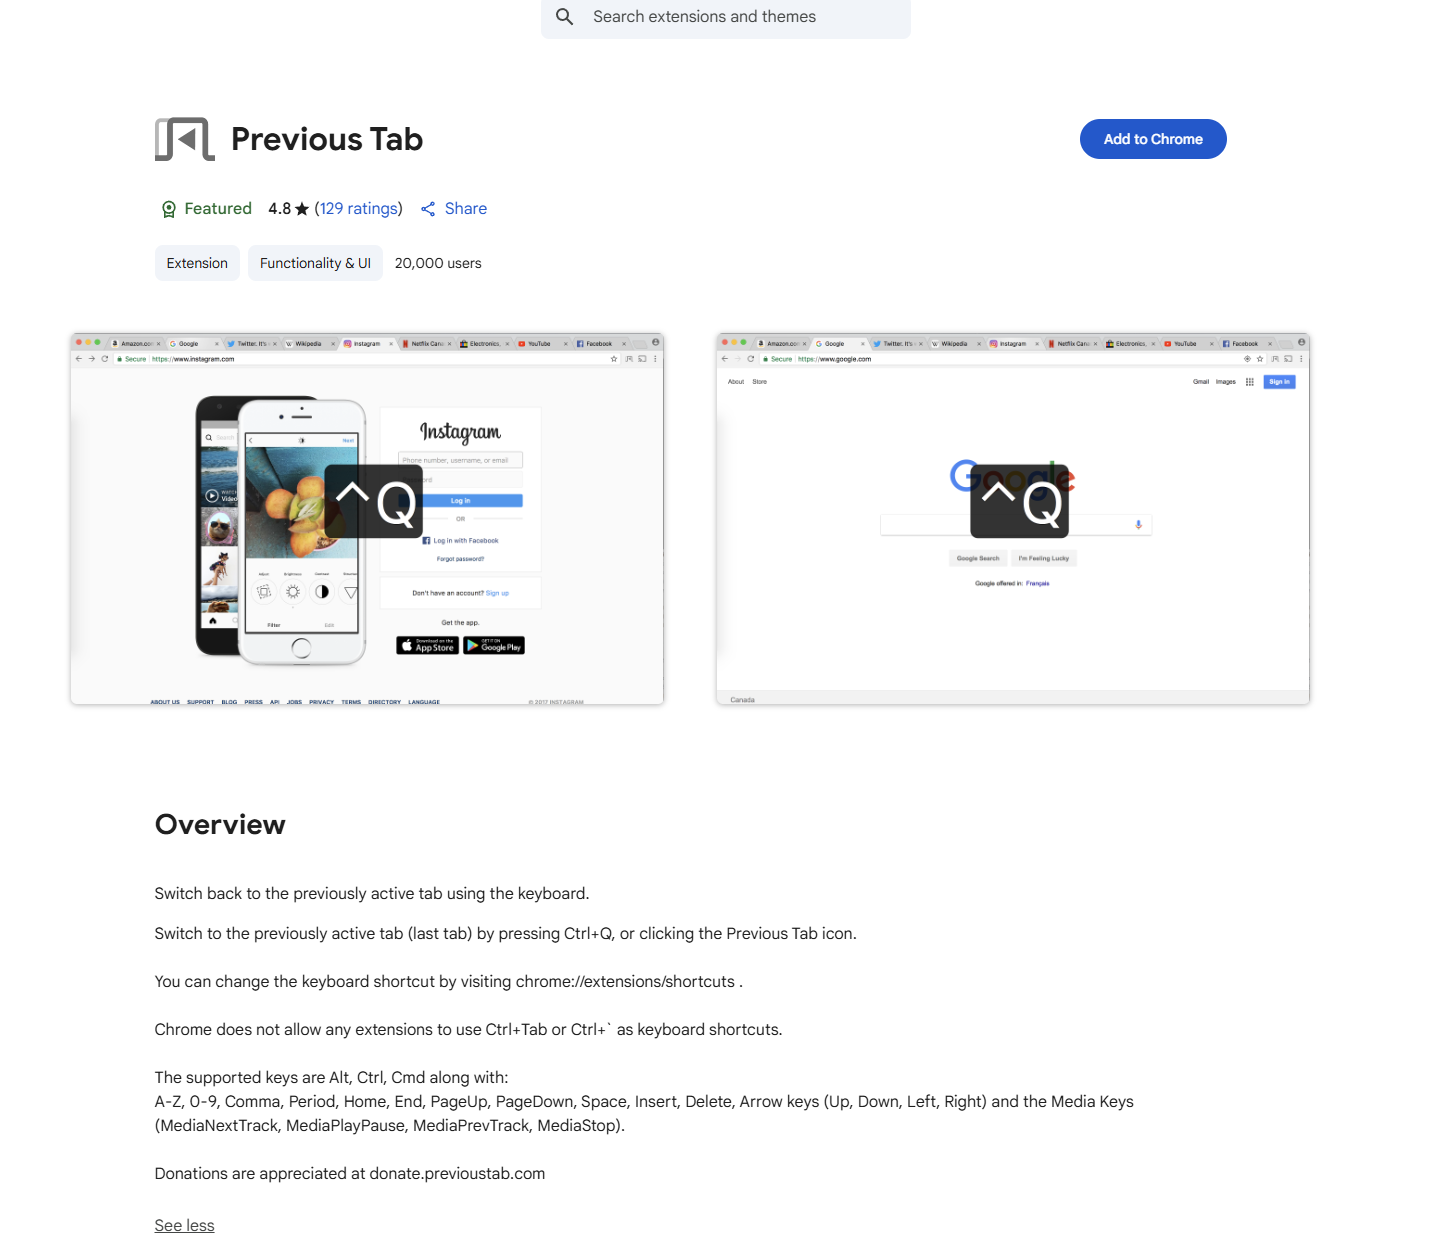 Search extensions and themes
Previous Tab
Add to Chrome
Featured 4.8 ★ (129 ratings) Share
Extension Functionality & UI 20,000 users
Amazon.co Google Twitter. It's Wikipedia Instagram Netflix Cana Electronics, YouTube Facebook
Secure https://www.instagram.com
Search
WATCH
Video
Next
Adjust Brightness Contrast Structure
Filter Edit
^Q
Instagram
Phone number, username, or email
Log in
OR
Log in with Facebook
Forgot password?
Don't have an account? Sign up
Get the app.
Download on the App Store GET IT ON Google Play
ABOUT US SUPPORT BLOG PRESS API JOBS PRIVACY TERMS DIRECTORY LANGUAGE © 2017 INSTAGRAM
Amazon.co Google Twitter. It's Wikipedia Instagram Netflix Cana Electronics, YouTube Facebook
Secure https://www.google.com
About Store Gmail Images Sign in
Google
^Q
Google Search I'm Feeling Lucky
Google offered in: Français
Canada
Overview
Switch back to the previously active tab using the keyboard.
Switch to the previously active tab (last tab) by pressing Ctrl+Q, or clicking the Previous Tab icon.
You can change the keyboard shortcut by visiting chrome://extensions/shortcuts .
Chrome does not allow any extensions to use Ctrl+Tab or Ctrl+` as keyboard shortcuts.
The supported keys are Alt, Ctrl, Cmd along with:
A-Z, 0-9, Comma, Period, Home, End, PageUp, PageDown, Space, Insert, Delete, Arrow keys (Up, Down, Left, Right) and the Media Keys
(MediaNextTrack, MediaPlayPause, MediaPrevTrack, MediaStop).
Donations are appreciated at donate.previoustab.com
See less